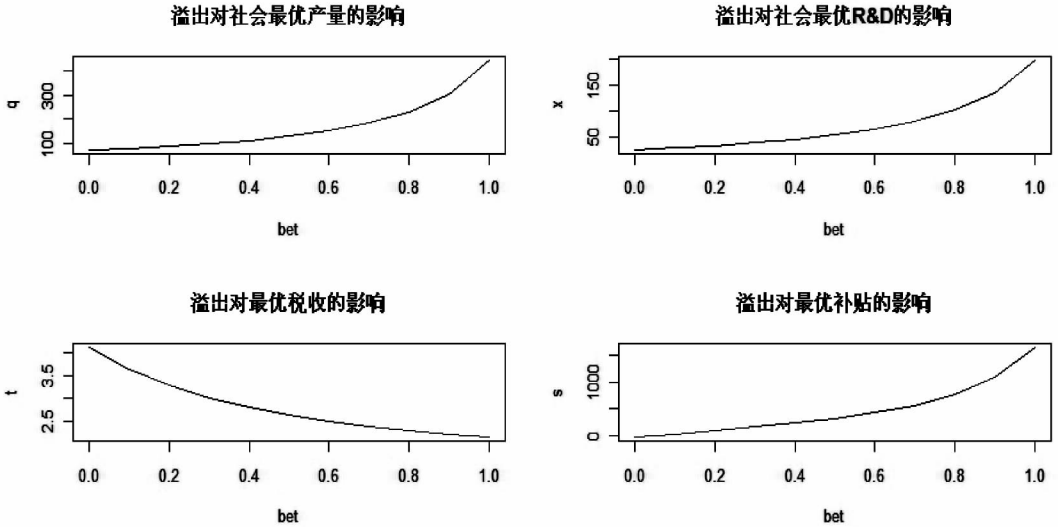 溢出对社会最优产量的影响
q
100
300
0.0 0.2 0.4 0.6 0.8 1.0
bet
溢出对社会最优R&D的影响
x
50
150
0.0 0.2 0.4 0.6 0.8 1.0
bet
溢出对最优税收的影响
t
2.5
3.5
0.0 0.2 0.4 0.6 0.8 1.0
bet
溢出对最优补贴的影响
s
0
1000
0.0 0.2 0.4 0.6 0.8 1.0
bet